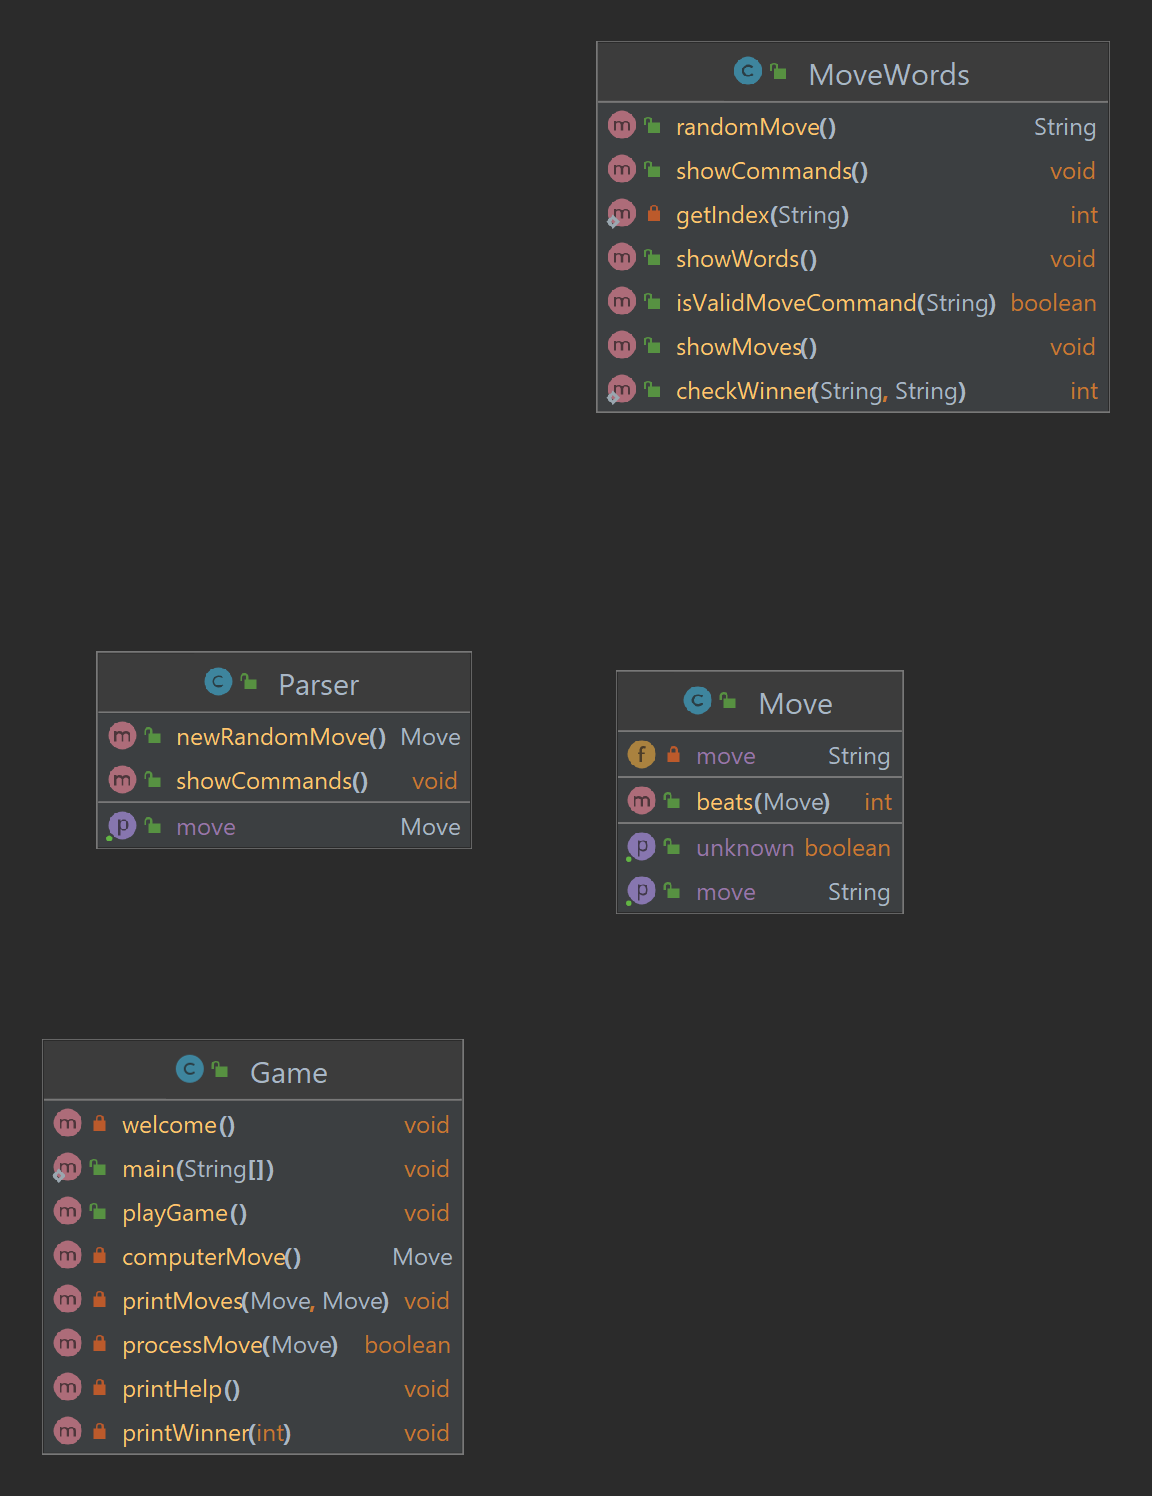 MoveWords
randomMove() String
showCommands() void
getIndex(String) int
showWords() void
isValidMoveCommand(String) boolean
showMoves() void
checkWinner(String, String) int
Parser
newRandomMove() Move
showCommands() void
move Move
Move
move String
beats(Move) int
unknown boolean
move String
Game
welcome() void
main(String[]) void
playGame() void
computerMove() Move
printMoves(Move, Move) void
processMove(Move) boolean
printHelp() void
printWinner(int) void